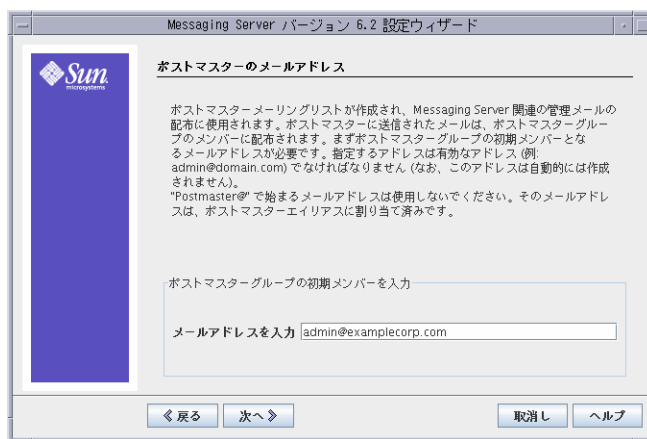 Messaging Server バージョン 6.2 設定ウィザード
Sun
microsystems
ポストマスターのメールアドレス
ポストマスターメーリングリストが作成され、Messaging Server 関連の管理メールの
配布に使用されます。ポストマスターに送信されたメールは、ポストマスターグルー
プのメンバーに配布されます。まずポストマスターグループの初期メンバーとな
るメールアドレスが必要です。指定するアドレスは有効なアドレス (例:
admin@domain.com) でなければなりません (なお、このアドレスは自動的には作成
されません)。
"Postmaster@" で始まるメールアドレスは使用しないでください。そのメールアドレ
スは、ポストマスターエイリアスに割り当て済みです。
ポストマスターグループの初期メンバーを入力
メールアドレスを入力 admin@examplecorp.com
戻る 次へ 取消し ヘルプ